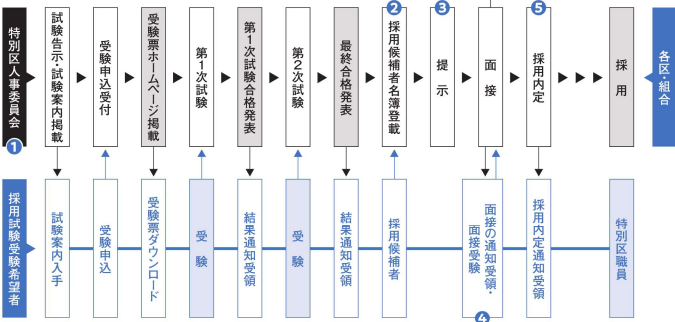 特別区人事委員会
1
試験告示・試験案内掲載
受験申込受付
受験票ホームページ掲載
第1次試験
第1次試験合格発表
第2次試験
最終合格発表
2
採用候補者名簿登載
3
提示
面接
5
採用内定
採用
各区・組合
採用試験受験希望者
試験案内入手
受験申込
受験票ダウンロード
受験
結果通知受領
受験
結果通知受領
採用候補者
面接の通知受領・
面接受験
4
採用内定通知受領
特別区職員